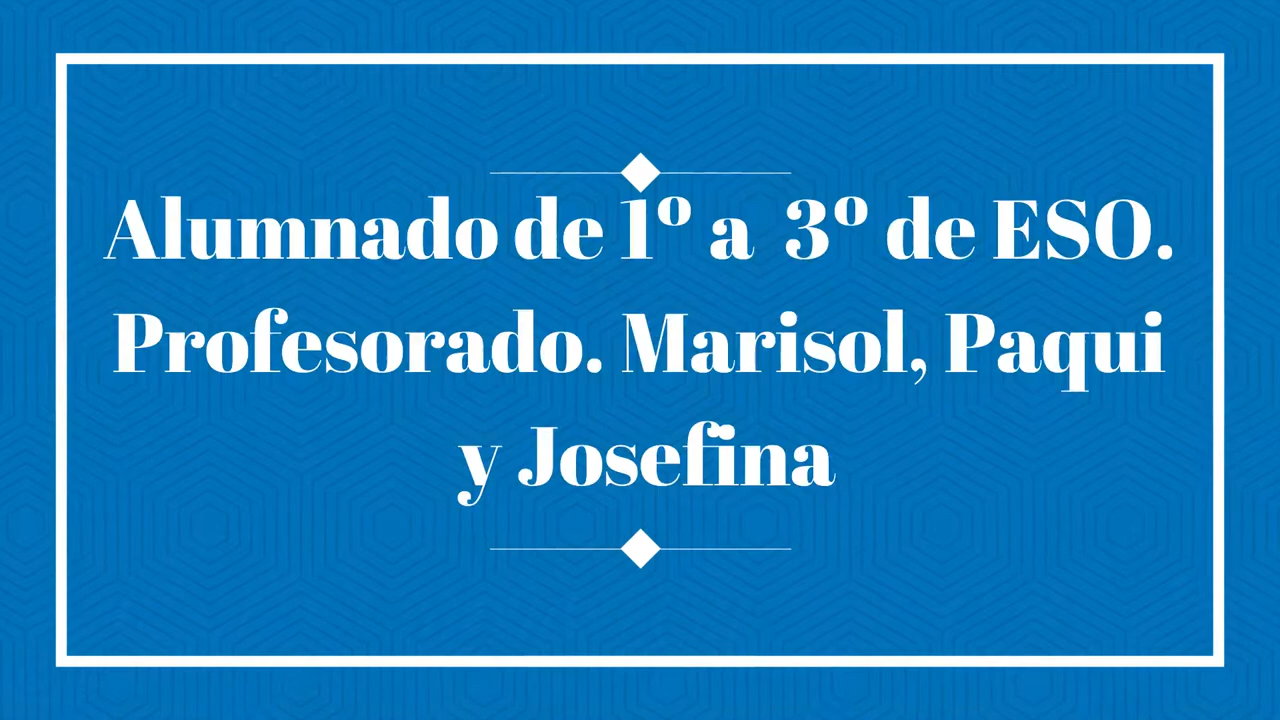 Alumnado de 1º a 3º de ESO.
Profesorado. Marisol, Paqui
y Josefina